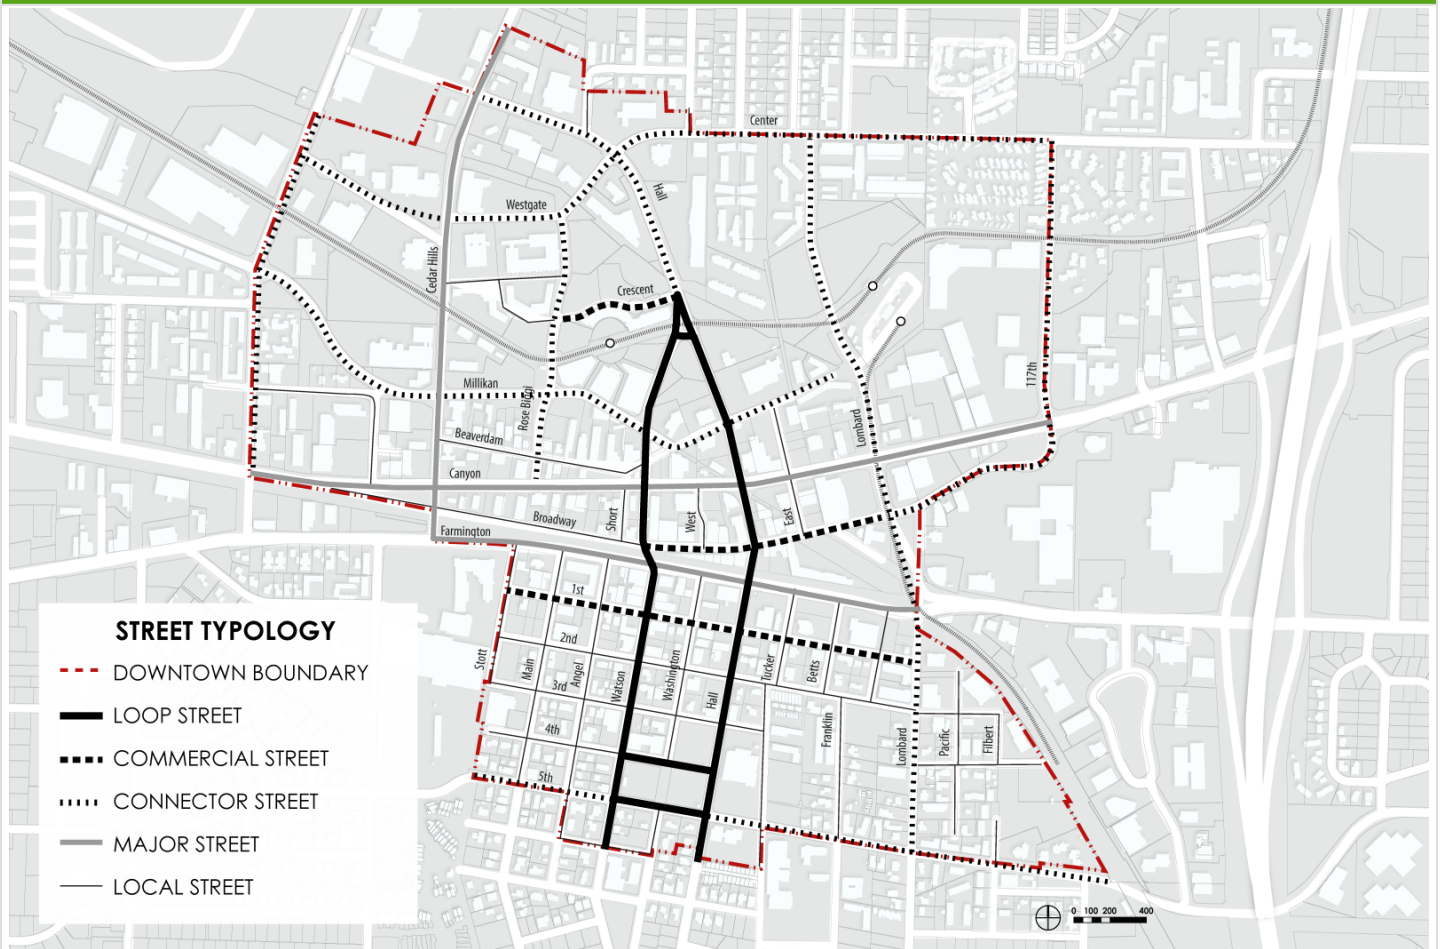 Center
Hall
Westgate
Cedar Hills
Crescent
Millikan
Rose Biggi
117th
Beaverdam
Lombard
Canyon
Broadway
Short
West
East
Farmington
1st
2nd
Stott
Main
3rd
Angel
Watson
Washington
Hall
Tucker
Betts
4th
Franklin
Lombard
Pacific
Filbert
5th
STREET TYPOLOGY
DOWNTOWN BOUNDARY
LOOP STREET
COMMERCIAL STREET
CONNECTOR STREET
MAJOR STREET
LOCAL STREET
0 100 200 400